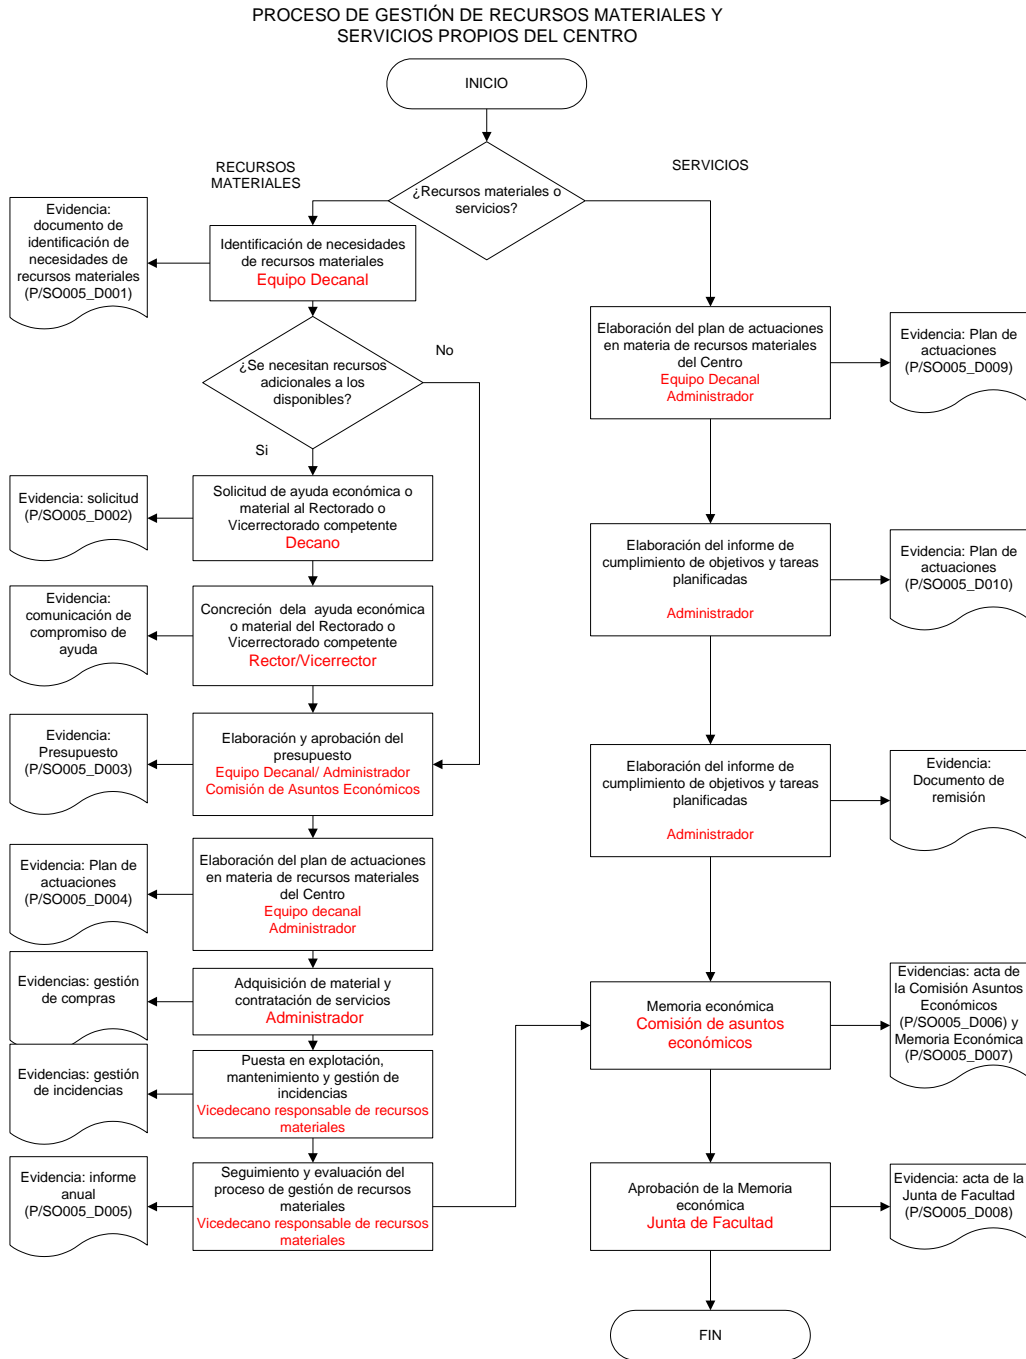 PROCESO DE GESTIÓN DE RECURSOS MATERIALES Y
SERVICIOS PROPIOS DEL CENTRO
INICIO
RECURSOS
MATERIALES
SERVICIOS
¿Recursos materiales o
servicios?
Evidencia:
documento de
identificación de
necesidades de
recursos materiales
(P/SO005_D001)
Identificación de necesidades
de recursos materiales
Equipo Decanal
¿Se necesitan recursos
adicionales a los
disponibles?
No
Si
Elaboración del plan de actuaciones
en materia de recursos materiales
del Centro
Equipo Decanal
Administrador
Evidencia: Plan de
actuaciones
(P/SO005_D009)
Evidencia: solicitud
(P/SO005_D002)
Solicitud de ayuda económica o
material al Rectorado o
Vicerrectorado competente
Decano
Elaboración del informe de
cumplimiento de objetivos y tareas
planificadas
Administrador
Evidencia: Plan de
actuaciones
(P/SO005_D010)
Evidencia:
comunicación de
compromiso de
ayuda
Concreción dela  ayuda económica
o material del Rectorado o
Vicerrectorado competente
Rector/Vicerrector
Evidencia:
Presupuesto
(P/SO005_D003)
Elaboración y aprobación del
presupuesto
Equipo Decanal/ Administrador
Comisión de Asuntos Económicos
Elaboración del informe de
cumplimiento de objetivos y tareas
planificadas
Administrador
Evidencia:
Documento de
remisión
Evidencia: Plan de
actuaciones
(P/SO005_D004)
Elaboración del plan de actuaciones
en materia de recursos materiales
del Centro
Equipo decanal
Administrador
Evidencias: gestión
de compras
Adquisición de material y
contratación de servicios
Administrador
Memoria económica
Comisión de asuntos
económicos
Evidencias: acta de
la Comisión Asuntos
Económicos
(P/SO005_D006) y
Memoria Económica
(P/SO005_D007)
Evidencias: gestión
de incidencias
Puesta en explotación,
mantenimiento y gestión de
incidencias
Vicedecano responsable de recursos
materiales
Evidencia: informe
anual
(P/SO005_D005)
Seguimiento y evaluación del
proceso de gestión de recursos
materiales
Vicedecano responsable de recursos
materiales
Aprobación de la Memoria
económica
Junta de Facultad
Evidencia: acta de la
Junta de Facultad
(P/SO005_D008)
FIN